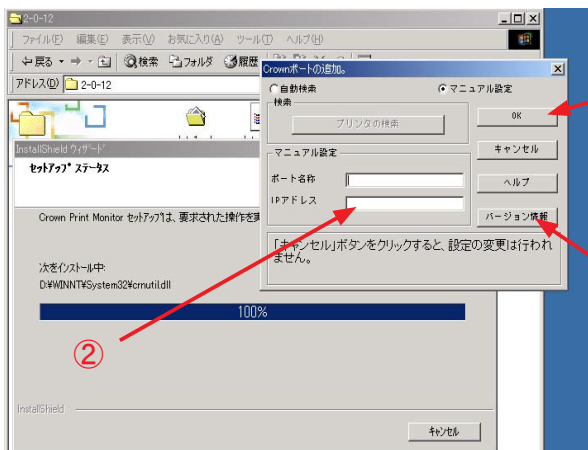 2-0-12
ファイル(F) 編集(E) 表示(V) お気に入り(A) ツール(T) ヘルプ(H)
戻る 検索 フォルダ 履歴
アドレス(D) 2-0-12
Crownポートの追加。
自動検索 マニュアル設定
検索
プリンタの検索
OK
キャンセル
マニュアル設定
ポート名称
ヘルプ
IPアドレス
バージョン情報
「キャンセル」ボタンをクリックすると、設定の変更は行われ
ません。
InstallShield ウィザード
セットアップ ステータス
Crown Print Monitor セットアップは、要求された操作を実
次をインストール中:
D:¥WINNT¥System32¥crnutil.dll
100%
②
InstallShield
キャンセル